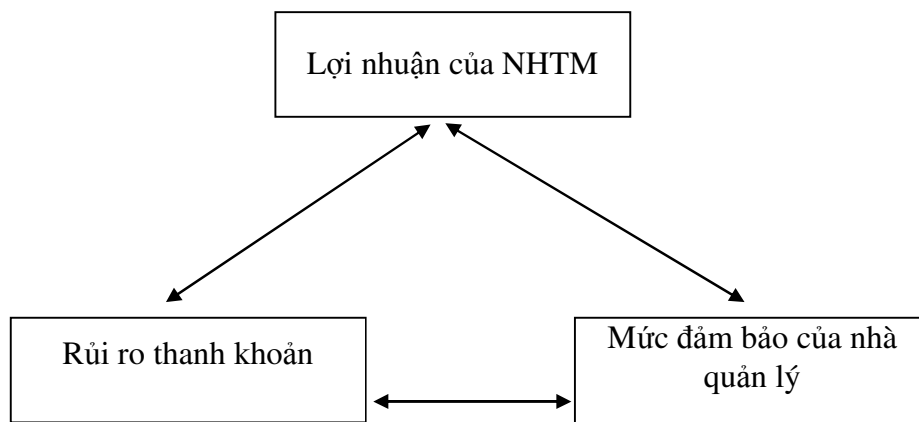 Lợi nhuận của NHTM
Rủi ro thanh khoản
Mức đảm bảo của nhà
quản lý